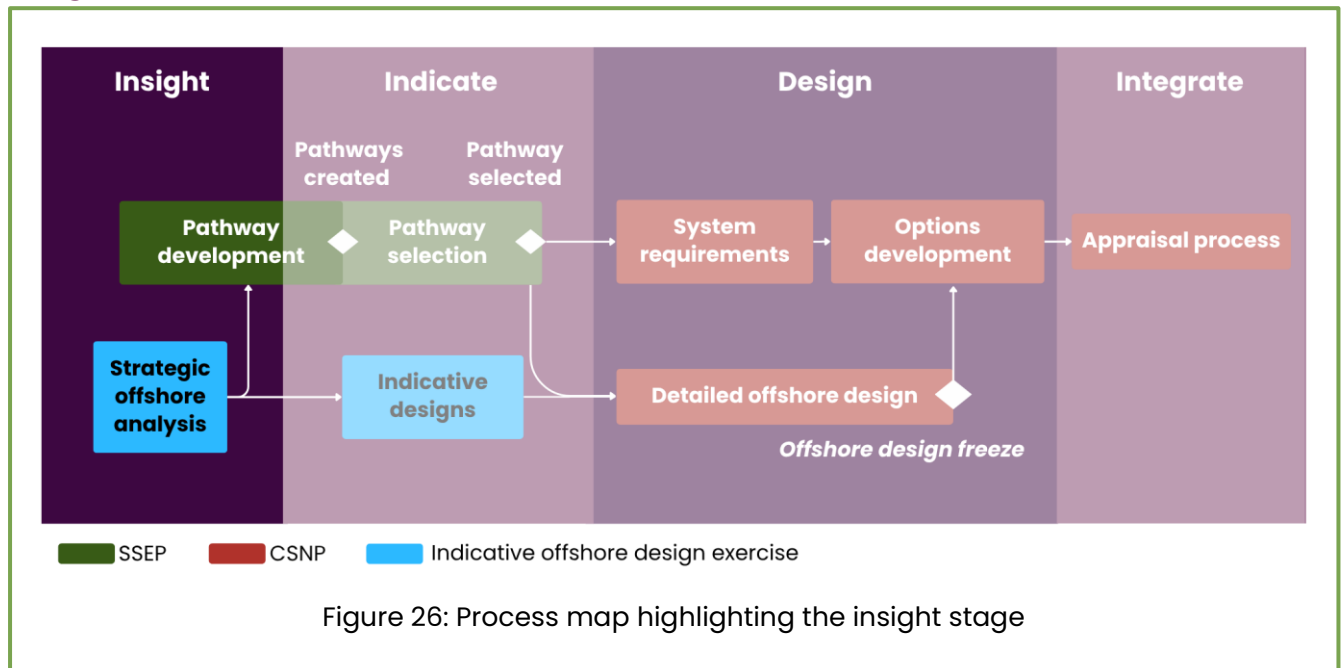 Insight
Indicate
Design
Integrate
Pathways
created
Pathway
selected
Pathway
development
Pathway
selection
System
requirements
Options
development
Appraisal process
Strategic
offshore
analysis
Indicative
designs
Detailed offshore design
Offshore design freeze
SSEP
CSNP
Indicative offshore design exercise
Figure 26: Process map highlighting the insight stage